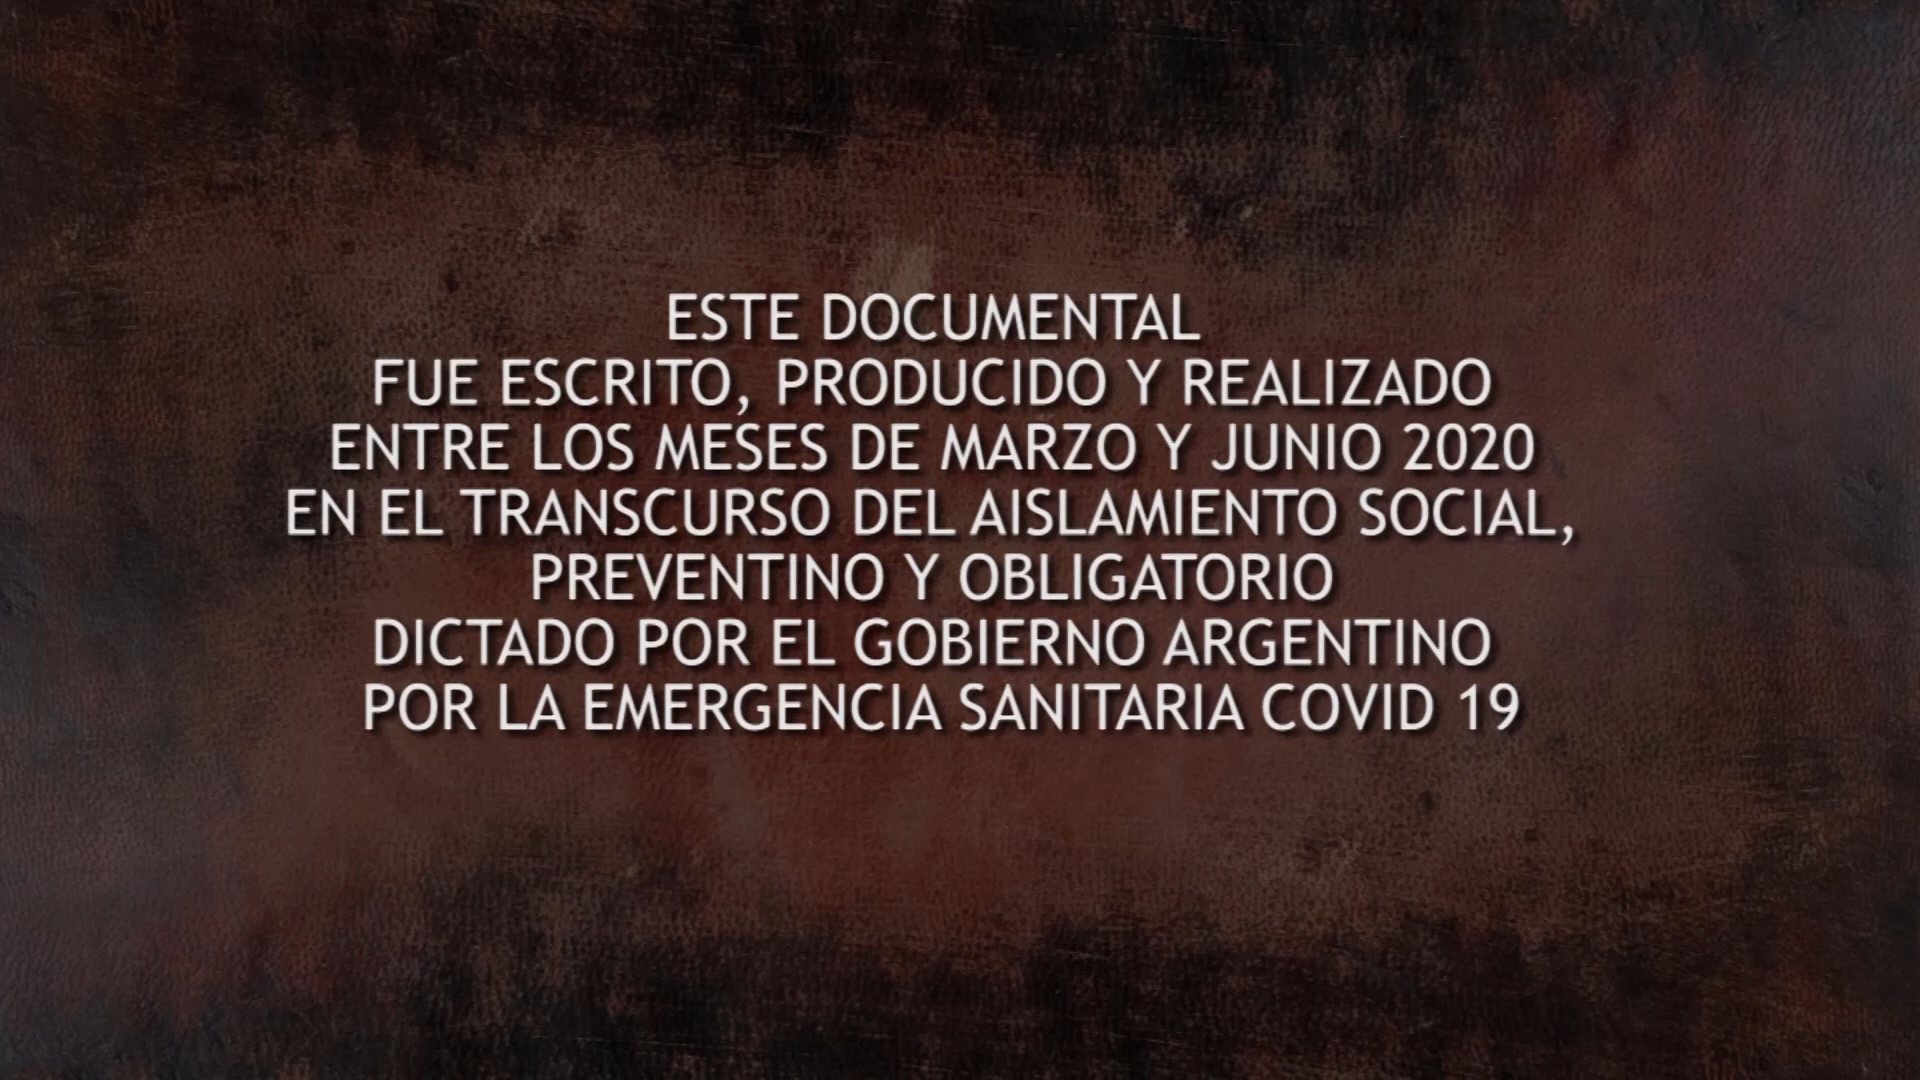 ESTE DOCUMENTAL
FUE ESCRITO, PRODUCIDO Y REALIZADO
ENTRE LOS MESES DE MARZO Y JUNIO 2020
EN EL TRANSCURSO DEL AISLAMIENTO SOCIAL,
PREVENTINO Y OBLIGATORIO
DICTADO POR EL GOBIERNO ARGENTINO
POR LA EMERGENCIA SANITARIA COVID 19